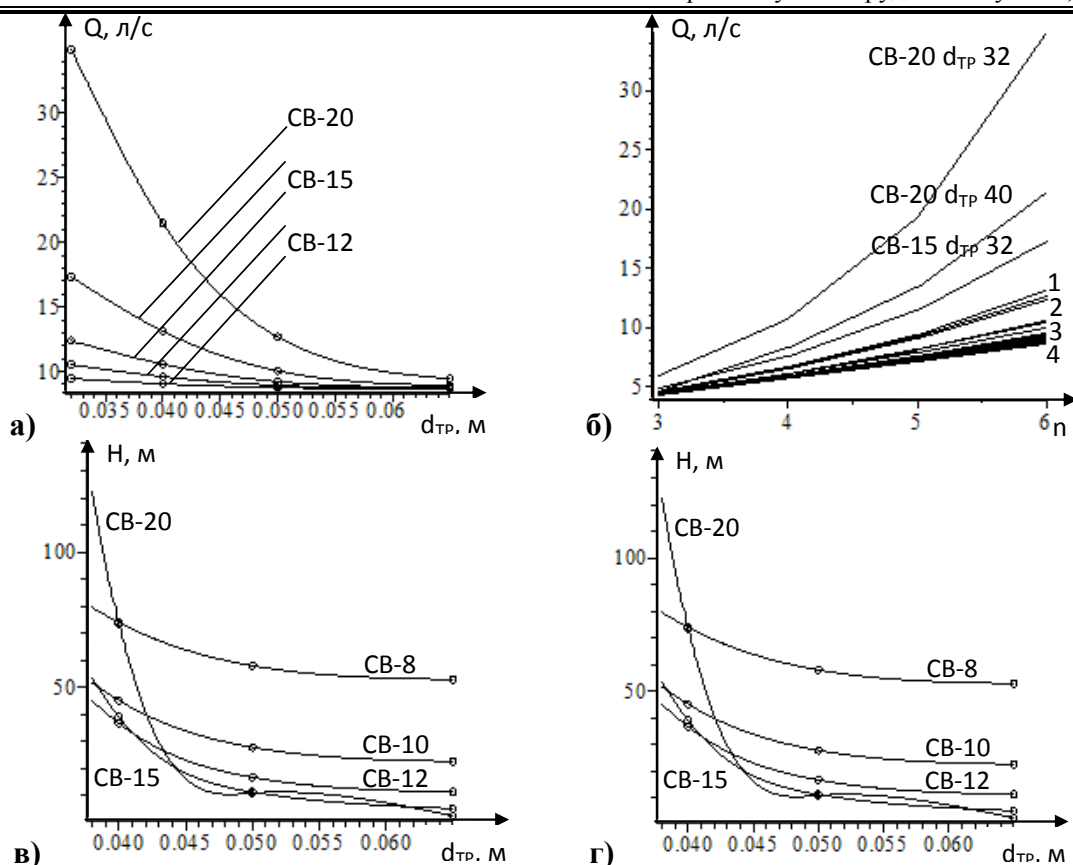 Q, л/с
30
25
20
15
10
0.035
0.040
0.045
0.050
0.055
0.06
СВ-20
СВ-15
СВ-12
dТР, м
а)
Q, л/с
30
25
20
15
10
5
3
4
5
6
n
СВ-20 dТР 32
СВ-20 dТР 40
СВ-15 dТР 32
1
2
3
4
б)
H, м
100
50
0.040
0.045
0.050
0.055
0.060
СВ-20
СВ-8
СВ-10
СВ-12
СВ-15
dТР, м
в)
H, м
100
50
0.040
0.045
0.050
0.055
0.060
СВ-20
СВ-8
СВ-10
СВ-12
СВ-15
dТР, м
г)